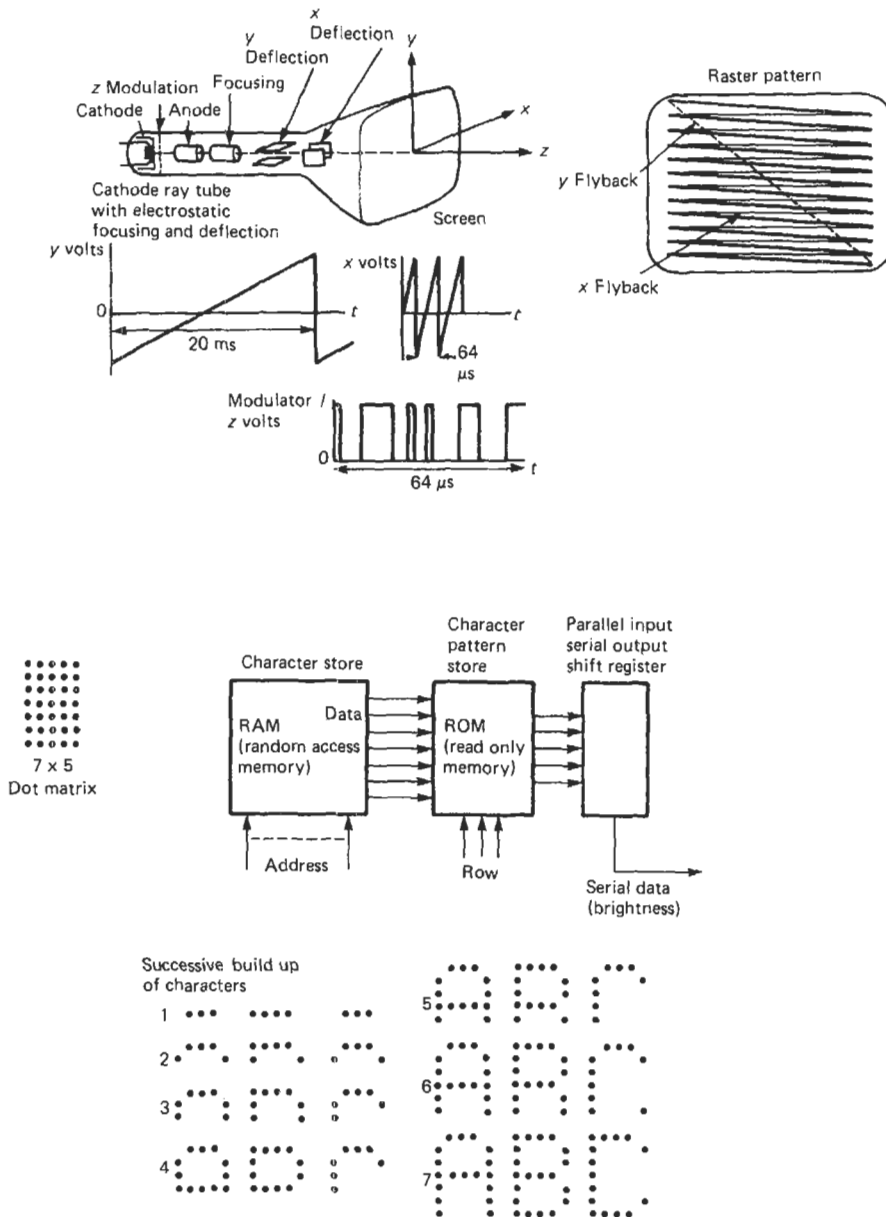 x
Deflection
y
Deflection
Focusing
z Modulation
Cathode
Anode
y
x
z
Cathode ray tube
with electrostatic
focusing and deflection
Screen
Raster pattern
y Flyback
x Flyback
y volts
0
t
20 ms
x volts
t
64
µs
Modulator
z volts
0
t
64 µs
7 x 5
Dot matrix
Character store
RAM
(random access
memory)
Data
Address
Character
pattern
store
ROM
(read only
memory)
Row
Parallel input
serial output
shift register
Serial data
(brightness)
Successive build up
of characters
1
2
3
4
5
6
7
A B C